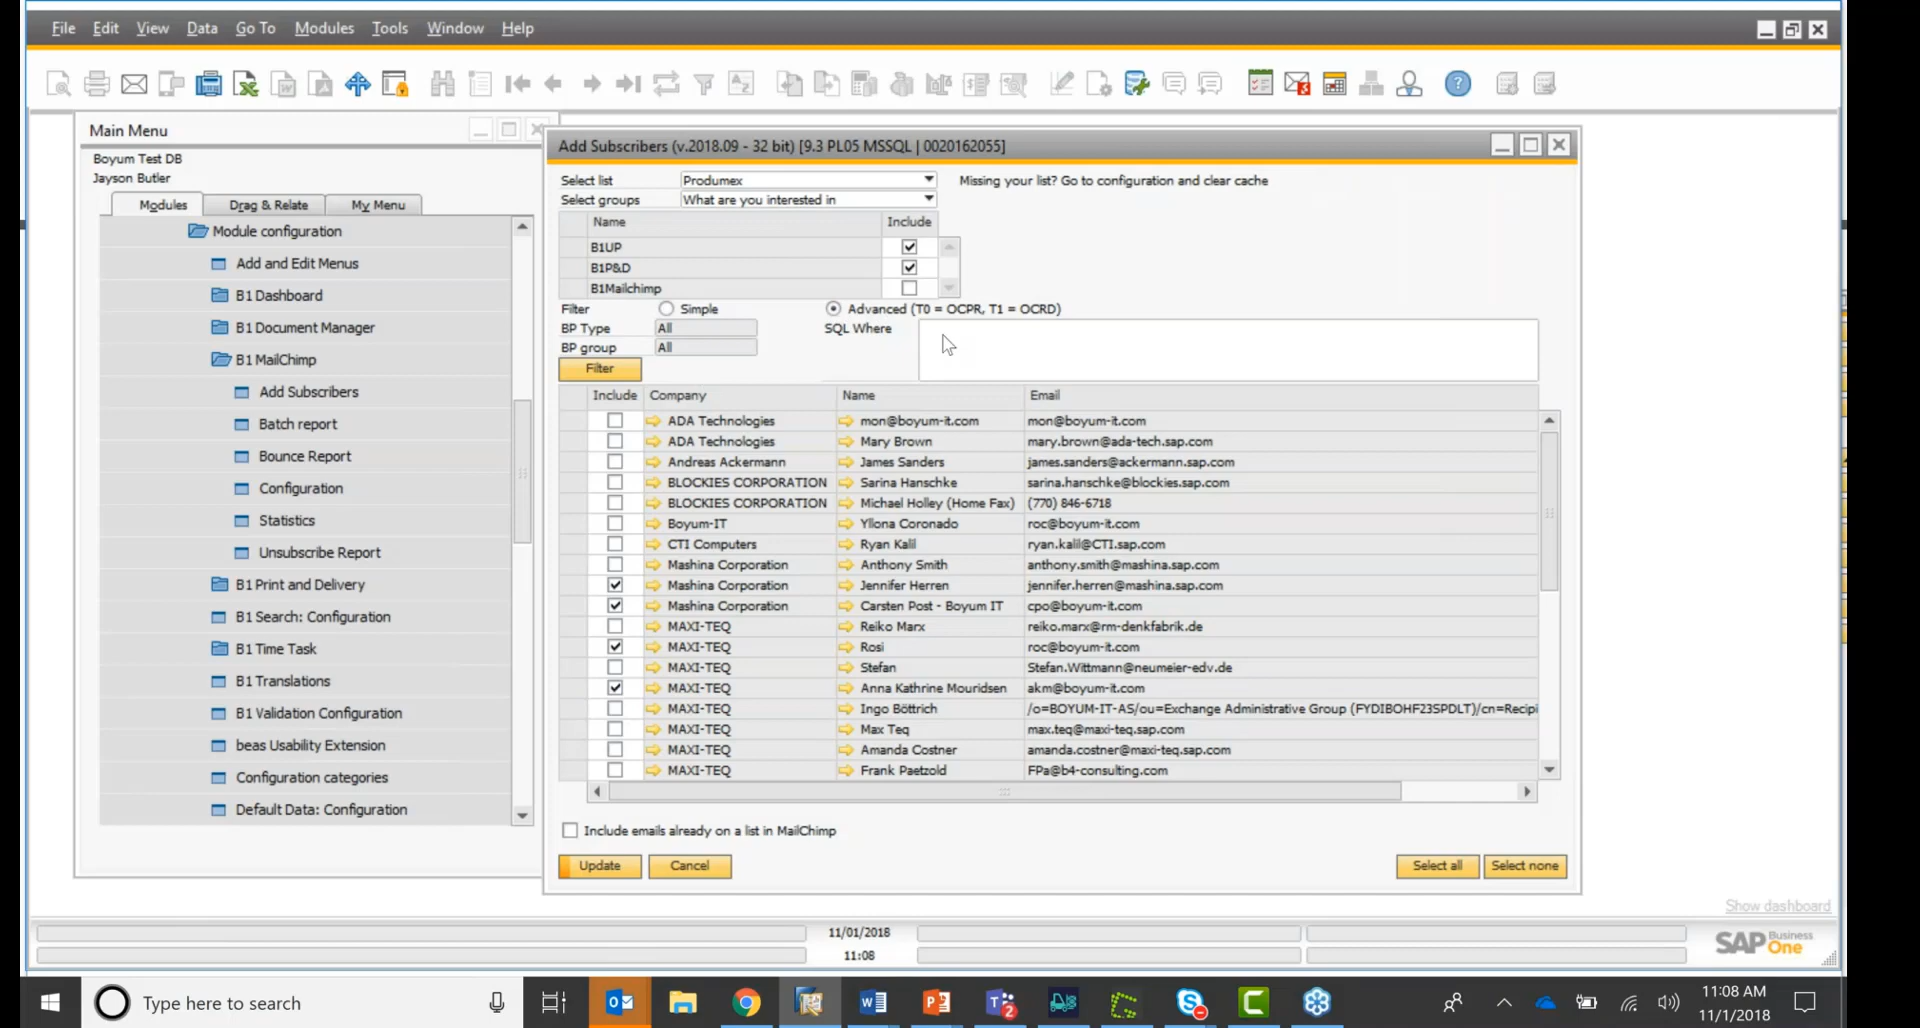 File Edit View Data Go To Modules Tools Window Help
Main Menu
Boyum Test DB
Jayson Butler
Modules Drag & Relate My Menu
Module configuration
Add and Edit Menus
B1 Dashboard
B1 Document Manager
B1 MailChimp
Add Subscribers
Batch report
Bounce Report
Configuration
Statistics
Unsubscribe Report
B1 Print and Delivery
B1 Search: Configuration
B1 Time Task
B1 Translations
B1 Validation Configuration
beas Usability Extension
Configuration categories
Default Data: Configuration
Add Subscribers (v.2018.09 - 32 bit) [9.3 PL05 MSSQL | 0020162055]
Select list Produmex Missing your list? Go to configuration and clear cache
Select groups What are you interested in
Name Include
B1UP
B1P&D
B1Mailchimp
Filter Simple Advanced (T0 = OCPR, T1 = OCRD)
BP Type All SQL Where
BP group All
Filter
Include Company Name Email
ADA Technologies mon@boyum-it.com mon@boyum-it.com
ADA Technologies Mary Brown mary.brown@ada-tech.sap.com
Andreas Ackermann James Sanders james.sanders@ackermann.sap.com
BLOCKIES CORPORATION Sarina Hanschke sarina.hanschke@blockies.sap.com
BLOCKIES CORPORATION Michael Holley (Home Fax) (770) 846-6718
Boyum-IT Yllona Coronado roc@boyum-it.com
CTI Computers Ryan Kalil ryan.kalil@CTI.sap.com
Mashina Corporation Anthony Smith anthony.smith@mashina.sap.com
Mashina Corporation Jennifer Herren jennifer.herren@mashina.sap.com
Mashina Corporation Carsten Post - Boyum IT cpo@boyum-it.com
MAXI-TEQ Reiko Marx reiko.marx@rm-denkfabrik.de
MAXI-TEQ Rosi roc@boyum-it.com
MAXI-TEQ Stefan Stefan.Wittmann@neumeier-edv.de
MAXI-TEQ Anna Kathrine Mouridsen akm@boyum-it.com
MAXI-TEQ Ingo Böttrich /o=BOYUM-IT-AS/ou=Exchange Administrative Group (FYDIBOHF23SPDLT)/cn=Recipi
MAXI-TEQ Max Teq max.teq@maxi-teq.sap.com
MAXI-TEQ Amanda Costner amanda.costner@maxi-teq.sap.com
MAXI-TEQ Frank Paetzold FPa@b4-consulting.com
Include emails already on a list in MailChimp
Update Cancel Select all Select none
Show dashboard
11/01/2018
11:08
SAP Business One
Type here to search
11:08 AM
11/1/2018